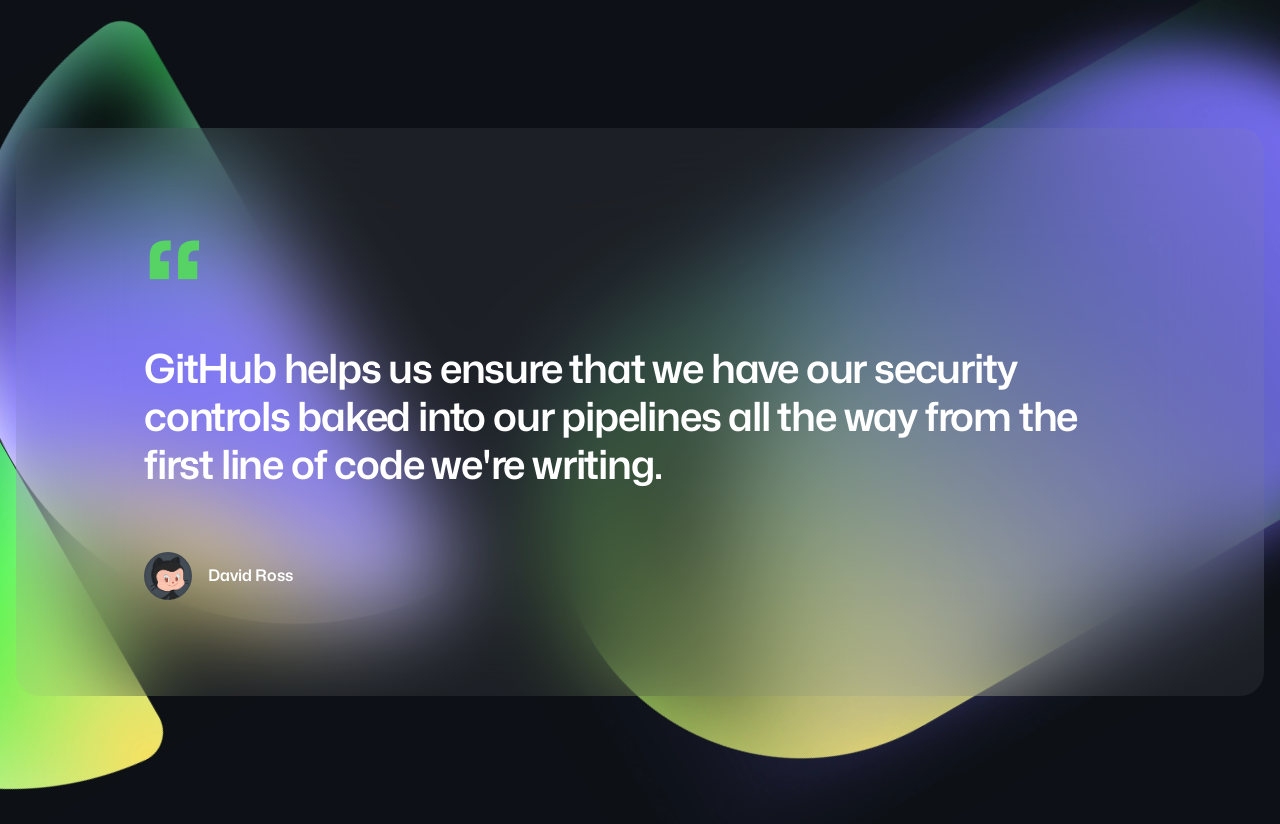 “
GitHub helps us ensure that we have our security
controls baked into our pipelines all the way from the
first line of code we're writing.
David Ross